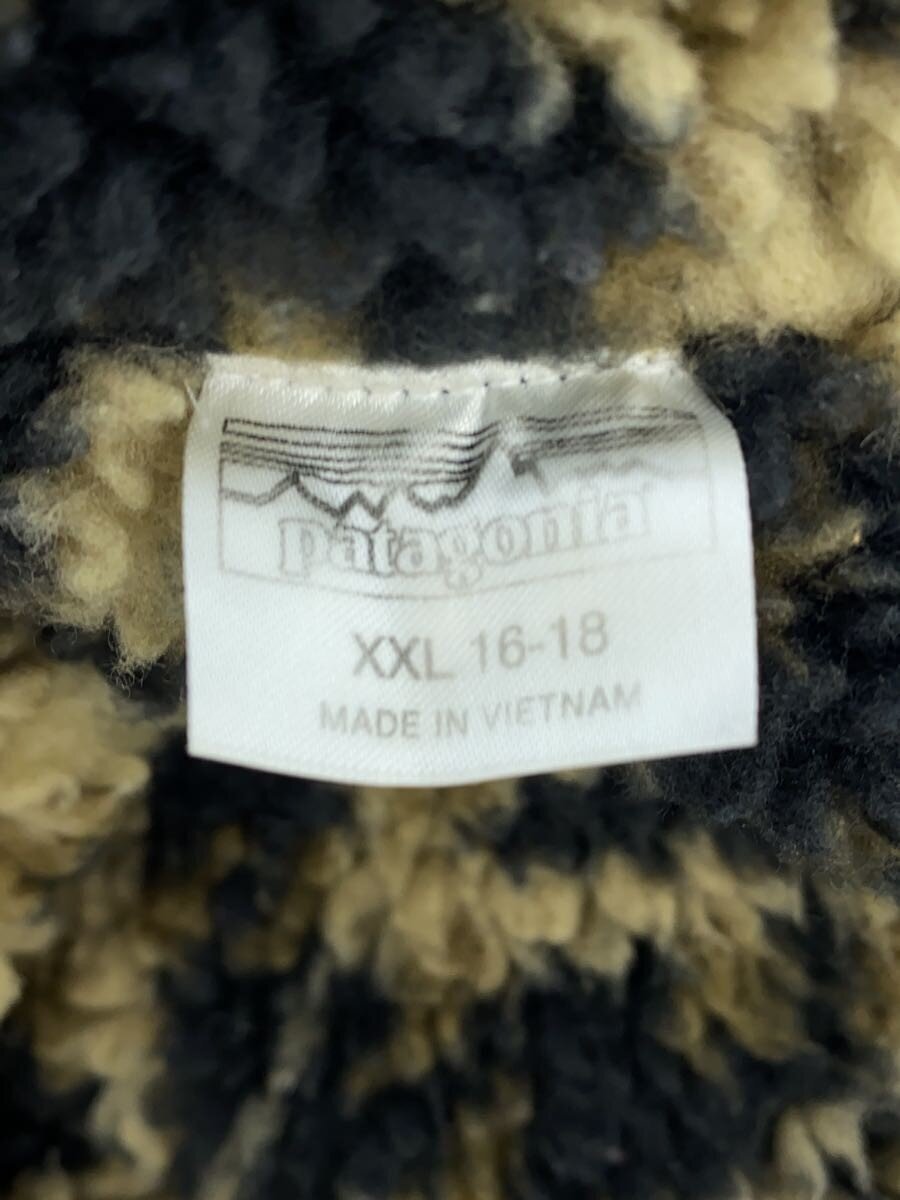 patagonia
XXL 16-18
MADE IN VIETNAM